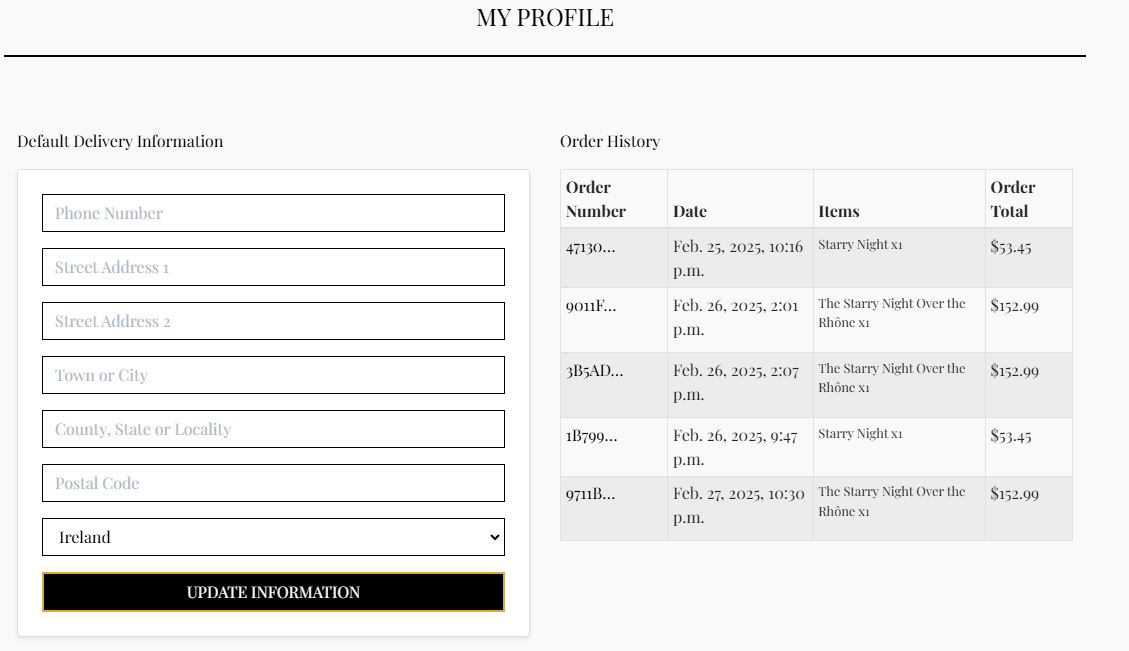 MY PROFILE
Default Delivery Information
Phone Number
Street Address 1
Street Address 2
Town or City
County, State or Locality
Postal Code
Ireland
UPDATE INFORMATION
Order History
Order Number Date Items Order Total
47130... Feb. 25, 2025, 10:16 p.m. Starry Night x1 $53.45
9011F... Feb. 26, 2025, 2:01 p.m. The Starry Night Over the Rhône x1 $152.99
3B5AD... Feb. 26, 2025, 2:07 p.m. The Starry Night Over the Rhône x1 $152.99
1B799... Feb. 26, 2025, 9:47 p.m. Starry Night x1 $53.45
9711B... Feb. 27, 2025, 10:30 p.m. The Starry Night Over the Rhône x1 $152.99